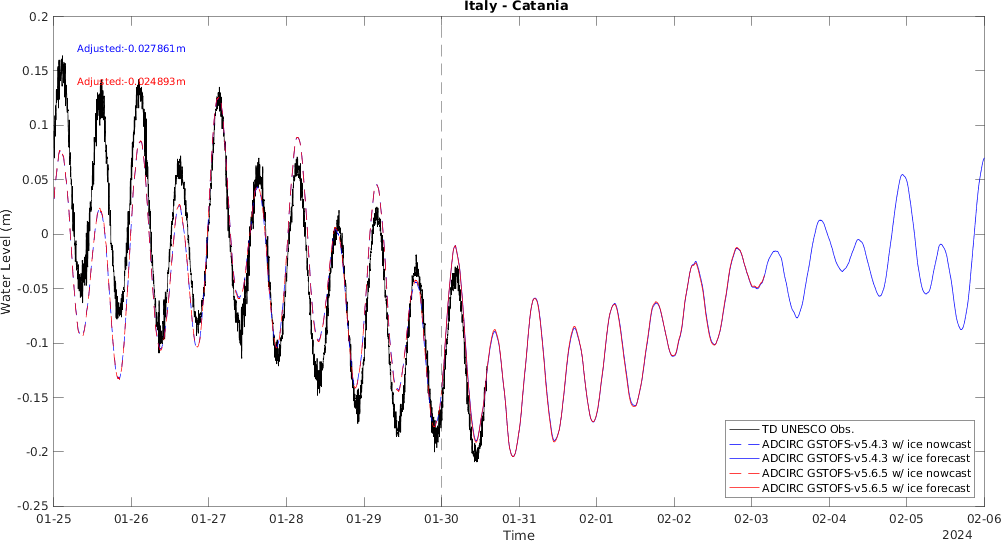 Italy - Catania
Adjusted:-0.027861m
Adjusted:-0.024893m
0.2
0.15
0.1
0.05
0
-0.05
-0.1
-0.15
-0.2
-0.25
Water Level (m)
TD UNESCO Obs.
ADCIRC GSTOFS-v5.4.3 w/ ice nowcast
ADCIRC GSTOFS-v5.4.3 w/ ice forecast
ADCIRC GSTOFS-v5.6.5 w/ ice nowcast
ADCIRC GSTOFS-v5.6.5 w/ ice forecast
01-25 01-26 01-27 01-28 01-29 01-30 01-31 02-01 02-02 02-03 02-04 02-05 02-06
Time
2024